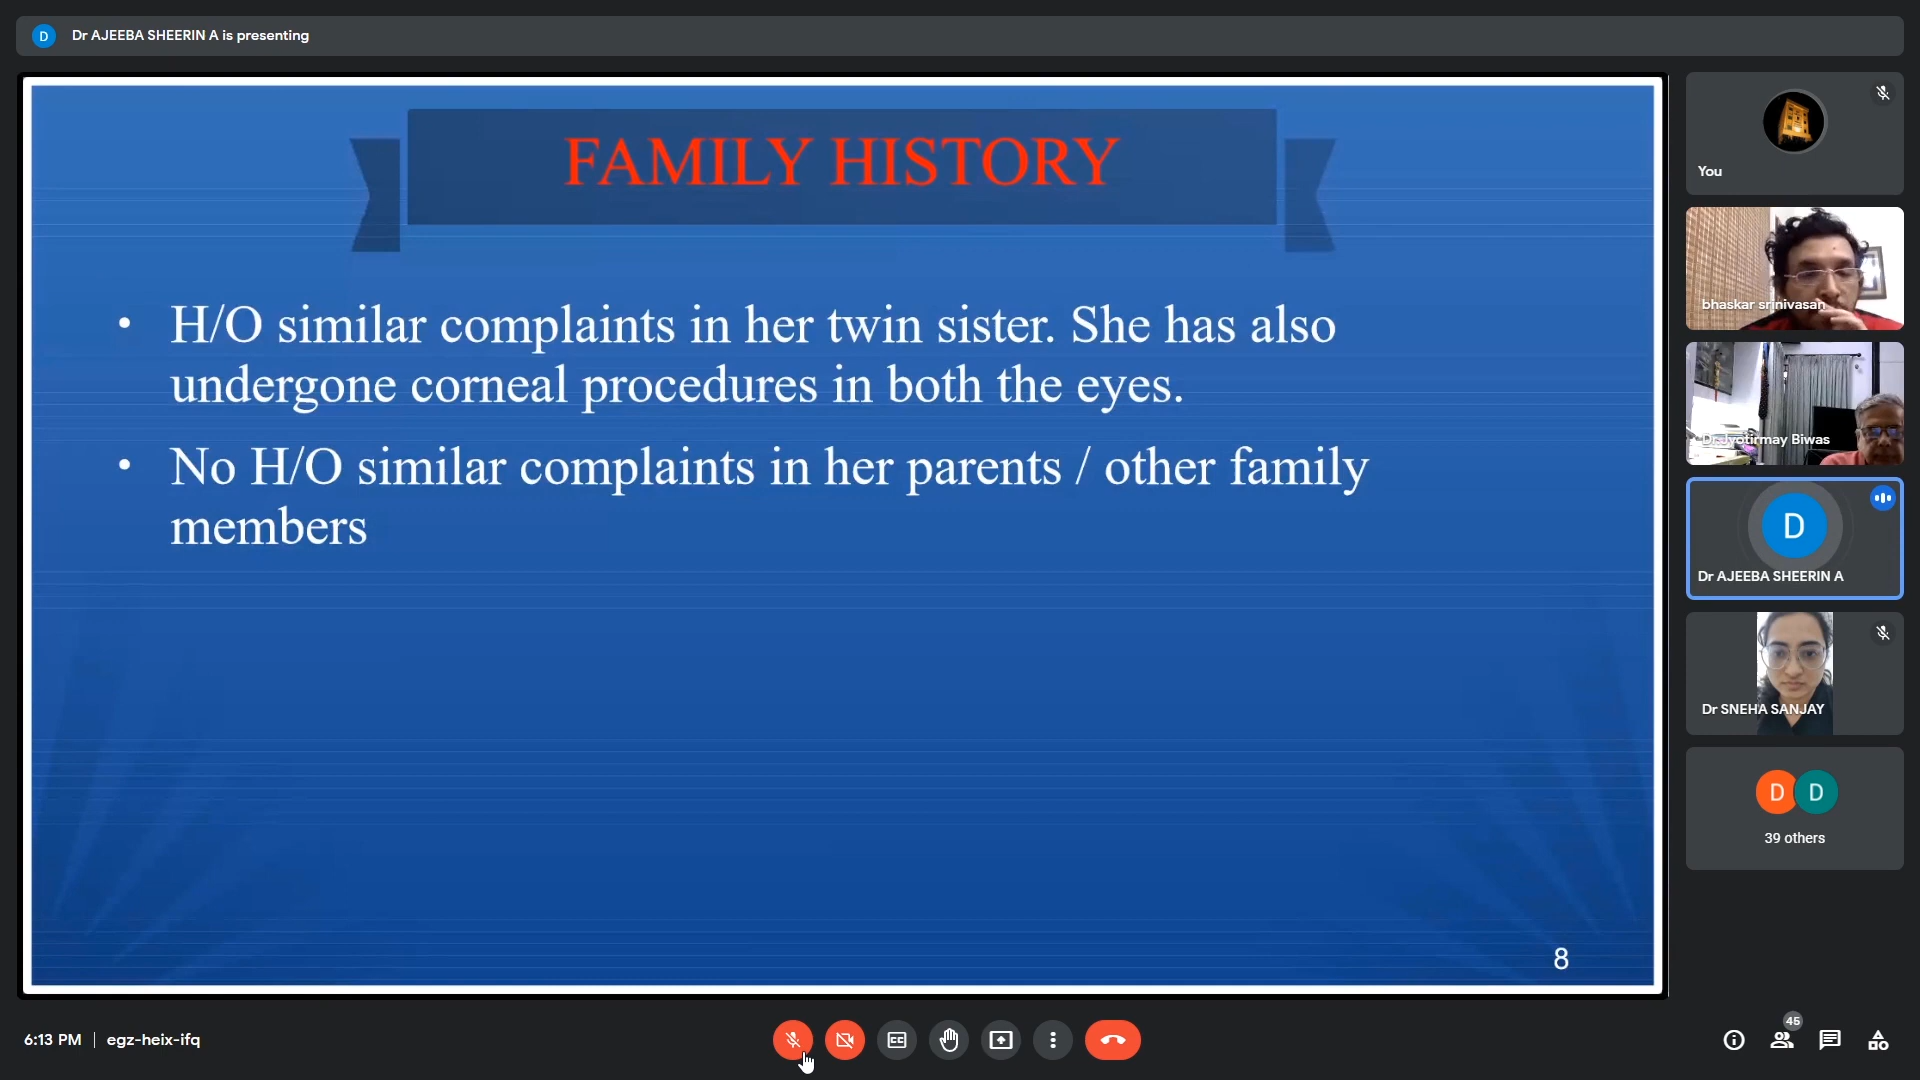 D
Dr AJEEBA SHEERIN A is presenting
FAMILY HISTORY
• H/O similar complaints in her twin sister. She has also
undergone corneal procedures in both the eyes.
• No H/O similar complaints in her parents / other family
members
8
You
bhaskar srinivasan
Dr Jyotirmay Biwas
D
Dr AJEEBA SHEERIN A
Dr SNEHA SANJAY
D D
39 others
6:13 PM | egz-heix-ifq
CC
45